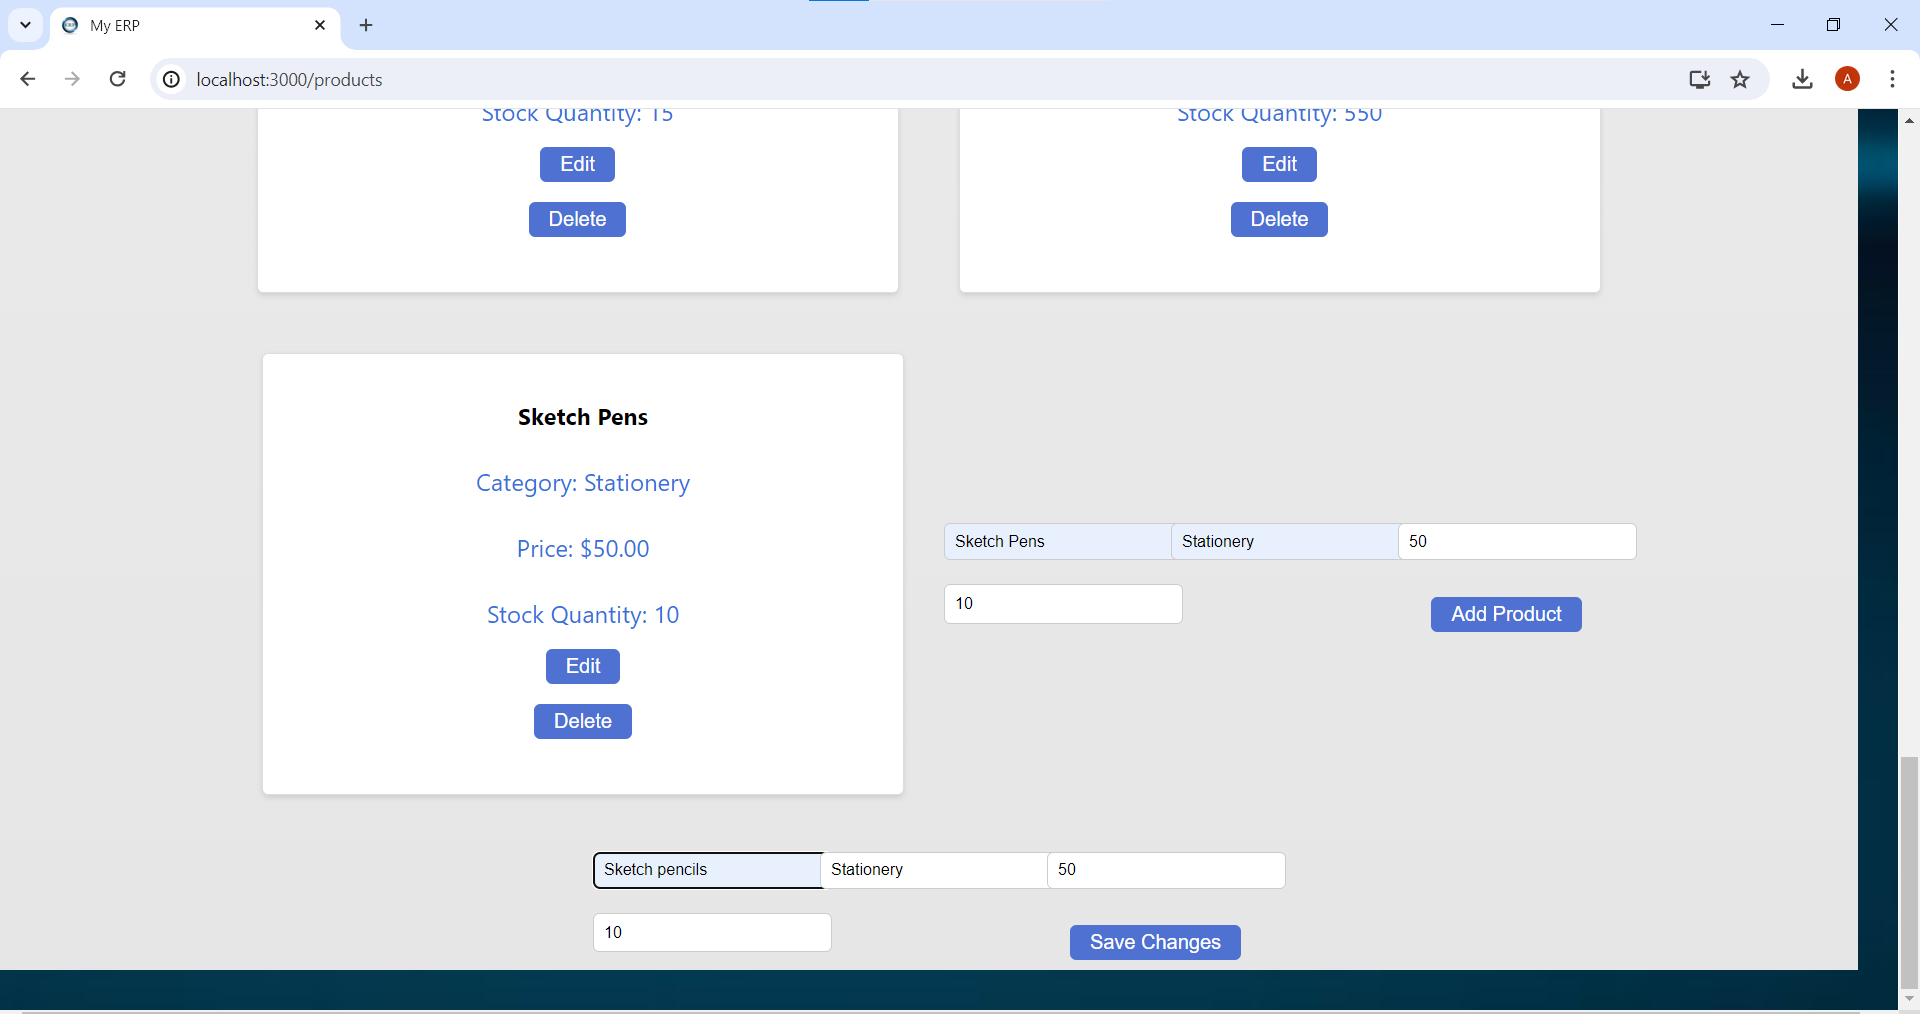 My ERP
localhost:3000/products
A
Stock Quantity: 15
Edit
Delete
Stock Quantity: 550
Edit
Delete
Sketch Pens
Category: Stationery
Price: $50.00
Stock Quantity: 10
Edit
Delete
Sketch Pens
Stationery
50
10
Add Product
Sketch pencils
Stationery
50
10
Save Changes